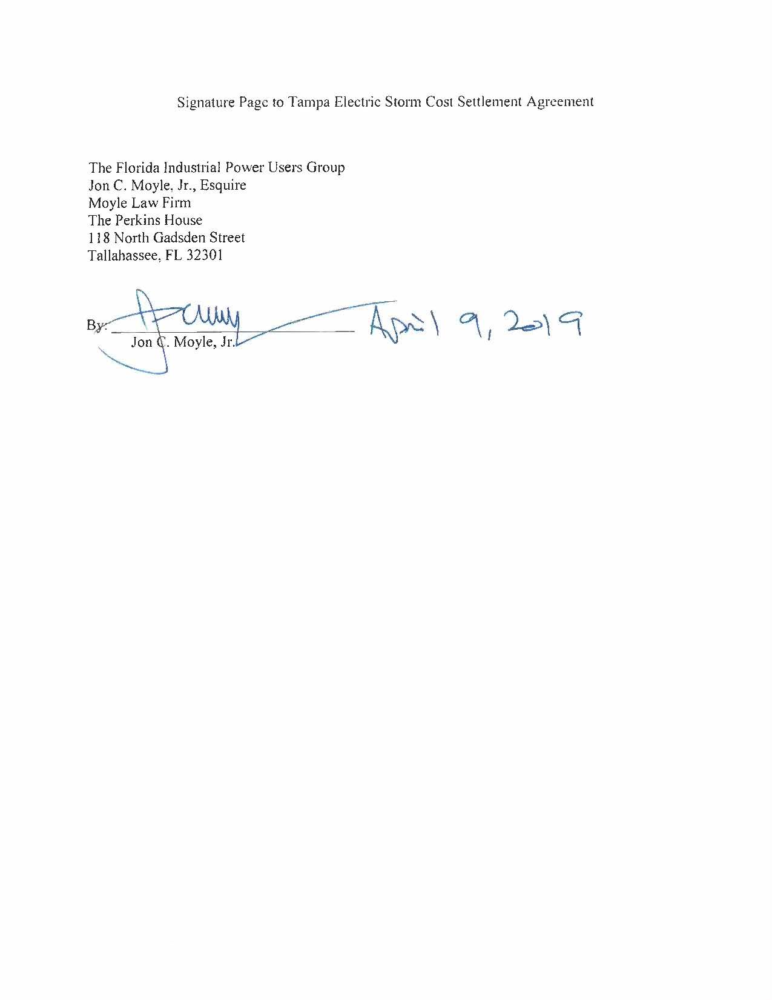 Signature Page to Tampa Electric Storm Cost Settlement Agreement
The Florida Industrial Power Users Group
Jon C. Moyle, Jr., Esquire
Moyle Law Firm
The Perkins House
118 North Gadsden Street
Tallahassee, FL 32301
By: April 9, 2019
Jon C. Moyle, Jr.